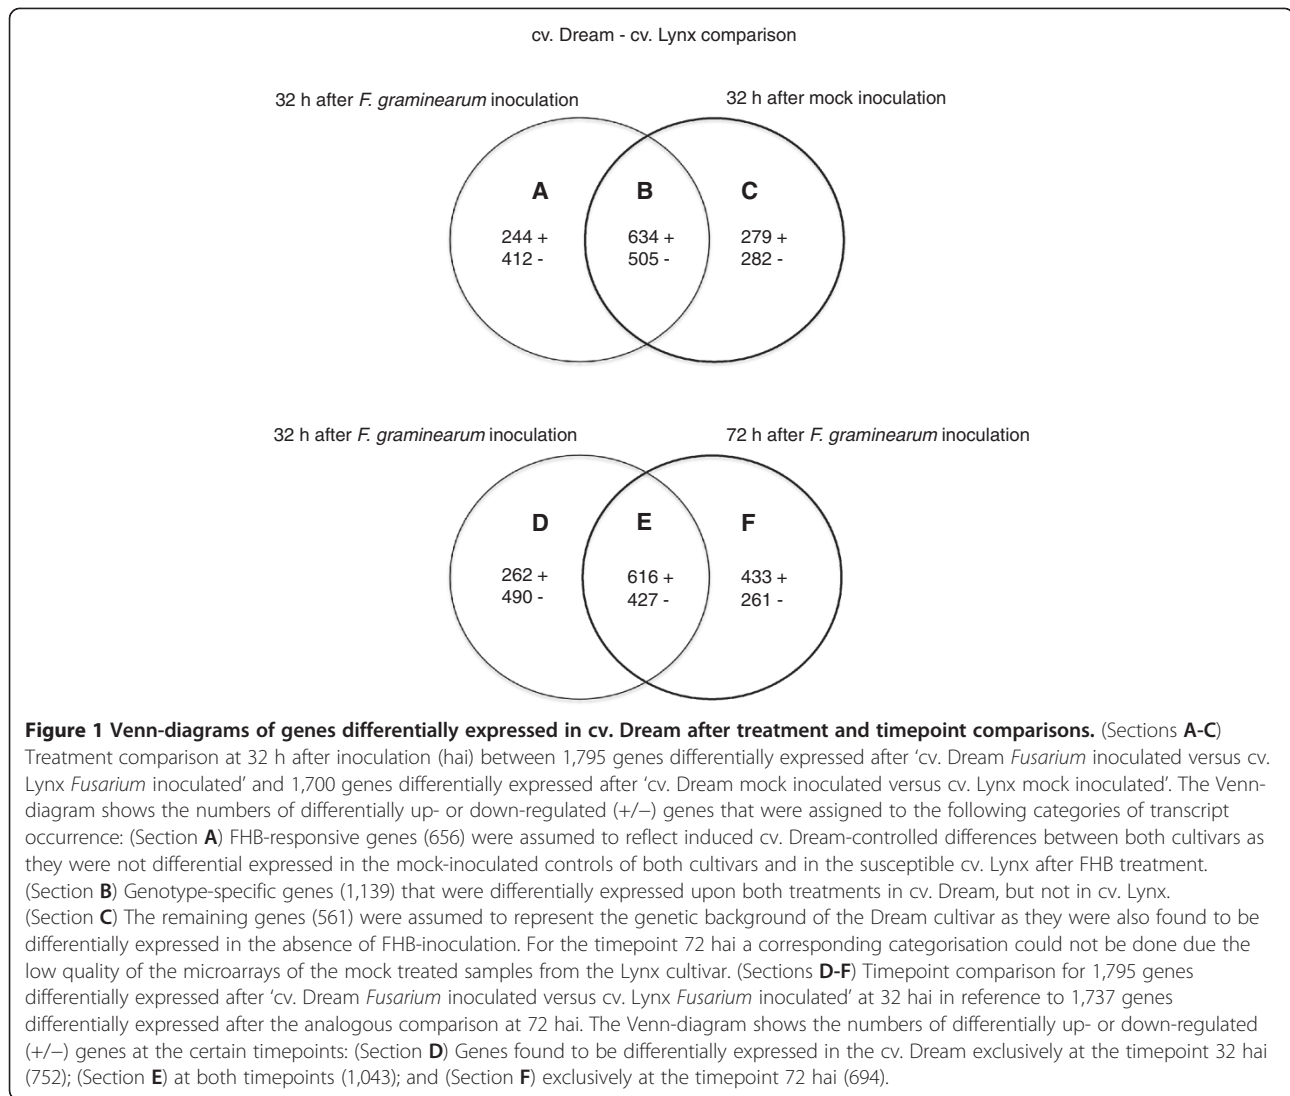 cv. Dream - cv. Lynx comparison
32 h after F. graminearum inoculation
32 h after mock inoculation
A
B
C
244 +
412 -
634 +
505 -
279 +
282 -
32 h after F. graminearum inoculation
72 h after F. graminearum inoculation
D
E
F
262 +
490 -
616 +
427 -
433 +
261 -
Figure 1 Venn-diagrams of genes differentially expressed in cv. Dream after treatment and timepoint comparisons. (Sections A-C)
Treatment comparison at 32 h after inoculation (hai) between 1,795 genes differentially expressed after ‘cv. Dream Fusarium inoculated versus cv.
Lynx Fusarium inoculated’ and 1,700 genes differentially expressed after ‘cv. Dream mock inoculated versus cv. Lynx mock inoculated’. The Venn-
diagram shows the numbers of differentially up- or down-regulated (+/−) genes that were assigned to the following categories of transcript
occurrence: (Section A) FHB-responsive genes (656) were assumed to reflect induced cv. Dream-controlled differences between both cultivars as
they were not differential expressed in the mock-inoculated controls of both cultivars and in the susceptible cv. Lynx after FHB treatment.
(Section B) Genotype-specific genes (1,139) that were differentially expressed upon both treatments in cv. Dream, but not in cv. Lynx.
(Section C) The remaining genes (561) were assumed to represent the genetic background of the Dream cultivar as they were also found to be
differentially expressed in the absence of FHB-inoculation. For the timepoint 72 hai a corresponding categorisation could not be done due the
low quality of the microarrays of the mock treated samples from the Lynx cultivar. (Sections D-F) Timepoint comparison for 1,795 genes
differentially expressed after ‘cv. Dream Fusarium inoculated versus cv. Lynx Fusarium inoculated’ at 32 hai in reference to 1,737 genes
differentially expressed after the analogous comparison at 72 hai. The Venn-diagram shows the numbers of differentially up- or down-regulated
(+/−) genes at the certain timepoints: (Section D) Genes found to be differentially expressed in the cv. Dream exclusively at the timepoint 32 hai
(752); (Section E) at both timepoints (1,043); and (Section F) exclusively at the timepoint 72 hai (694).